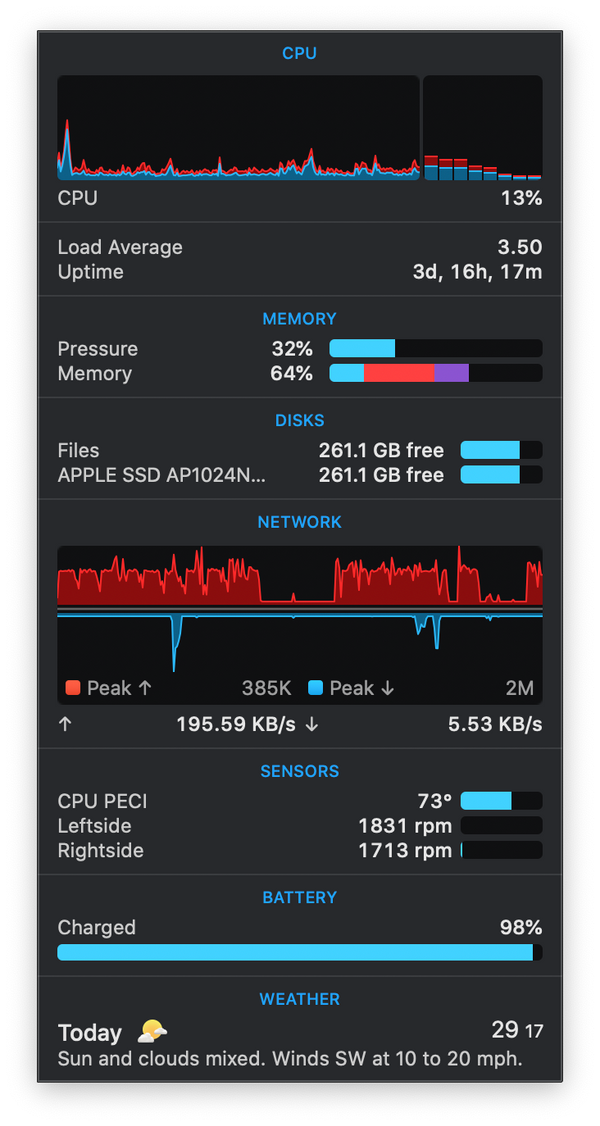 CPU
CPU 13%
Load Average 3.50
Uptime 3d, 16h, 17m
MEMORY
Pressure 32%
Memory 64%
DISKS
Files 261.1 GB free
APPLE SSD AP1024N... 261.1 GB free
NETWORK
Peak ↑ 385K Peak ↓ 2M
↑ 195.59 KB/s ↓ 5.53 KB/s
SENSORS
CPU PECI 73°
Leftside 1831 rpm
Rightside 1713 rpm
BATTERY
Charged 98%
WEATHER
Today 29 17
Sun and clouds mixed. Winds SW at 10 to 20 mph.